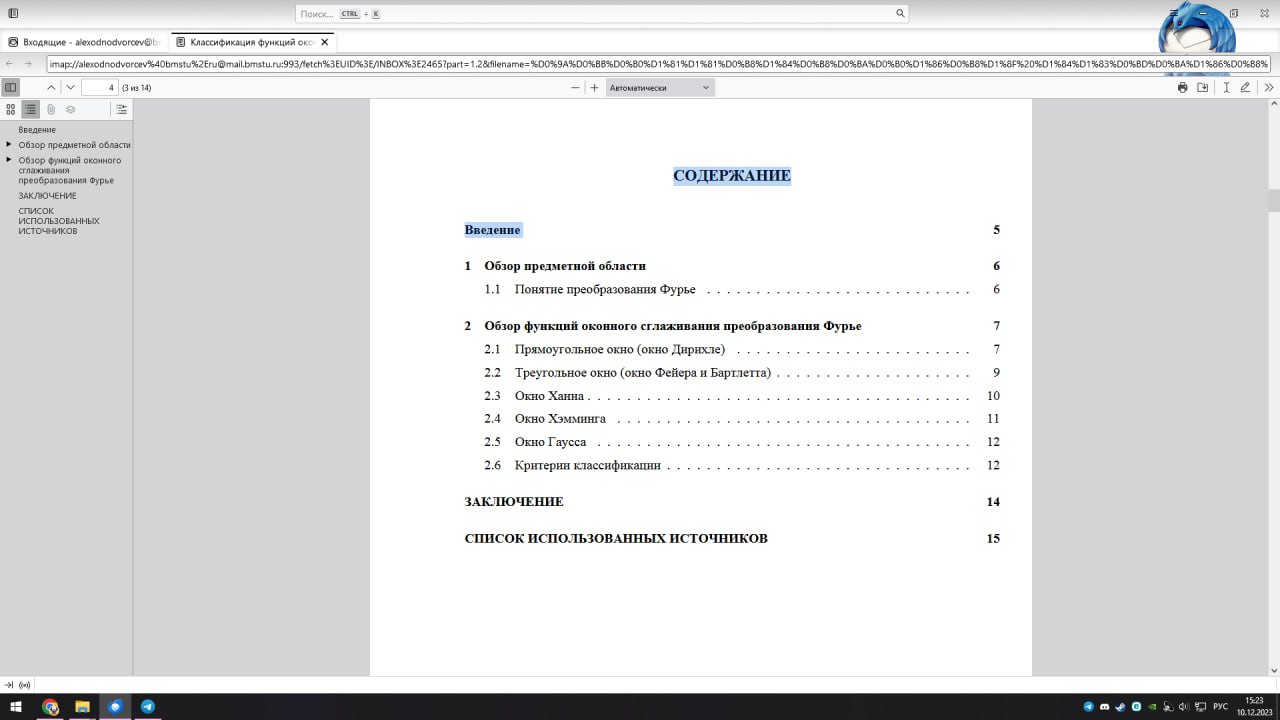 Поиск... CTRL + K
Входящие - alexodnodvorcev@b
Классификация функций око
imap://alexodnodvorcev%40bmstu%2Eru@mail.bmstu.ru:993/fetch%3EUID%3E/INBOX%3E2465?part=1.2&filename=%D0%9A%D0%BB%D0%B0%D1%81%D1%81%D0%B8%D1%84%D0%B8%D0%BA%D0%B0%D1%86%D0%B8%D1%8F%20%D1%84%D1%83%D0%BD%D0%BA%D1%86%D0%B8%
4 (3 из 14)
Автоматически
Введение
Обзор предметной области
Обзор функций оконного
сглаживания
преобразования Фурье
ЗАКЛЮЧЕНИЕ
СПИСОК
ИСПОЛЬЗОВАННЫХ
ИСТОЧНИКОВ
СОДЕРЖАНИЕ
Введение 5
1 Обзор предметной области 6
1.1 Понятие преобразования Фурье . . . . . . . . . . . . . . . . . . . . . . . . . . 6
2 Обзор функций оконного сглаживания преобразования Фурье 7
2.1 Прямоугольное окно (окно Дирихле) . . . . . . . . . . . . . . . . . . . . . . . 7
2.2 Треугольное окно (окно Фейера и Бартлетта) . . . . . . . . . . . . . . . . . . . 9
2.3 Окно Ханна . . . . . . . . . . . . . . . . . . . . . . . . . . . . . . . . . . . . . 10
2.4 Окно Хэмминга . . . . . . . . . . . . . . . . . . . . . . . . . . . . . . . . . . 11
2.5 Окно Гаусса . . . . . . . . . . . . . . . . . . . . . . . . . . . . . . . . . . . . 12
2.6 Критерии классификации . . . . . . . . . . . . . . . . . . . . . . . . . . . . . 12
ЗАКЛЮЧЕНИЕ 14
СПИСОК ИСПОЛЬЗОВАННЫХ ИСТОЧНИКОВ 15
РУС
15:23
10.12.2023